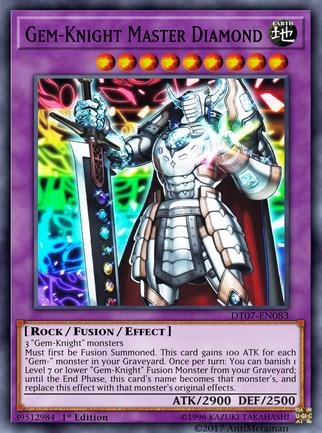 Gem-Knight Master Diamond
EARTH
地
DT07-EN083
[Rock / Fusion / Effect]
3 "Gem-Knight" monsters
Must first be Fusion Summoned. This card gains 100 ATK for each
"Gem-" monster in your Graveyard. Once per turn: You can banish 1
Level 7 or lower "Gem-Knight" Fusion Monster from your Graveyard;
until the End Phase, this card's name becomes that monster's, and
replace this effect with that monster's original effects.
ATK/2900 DEF/2500
39512984 1st Edition ©1996 KAZUKI TAKAHASHI
©2017 AntiMetaman